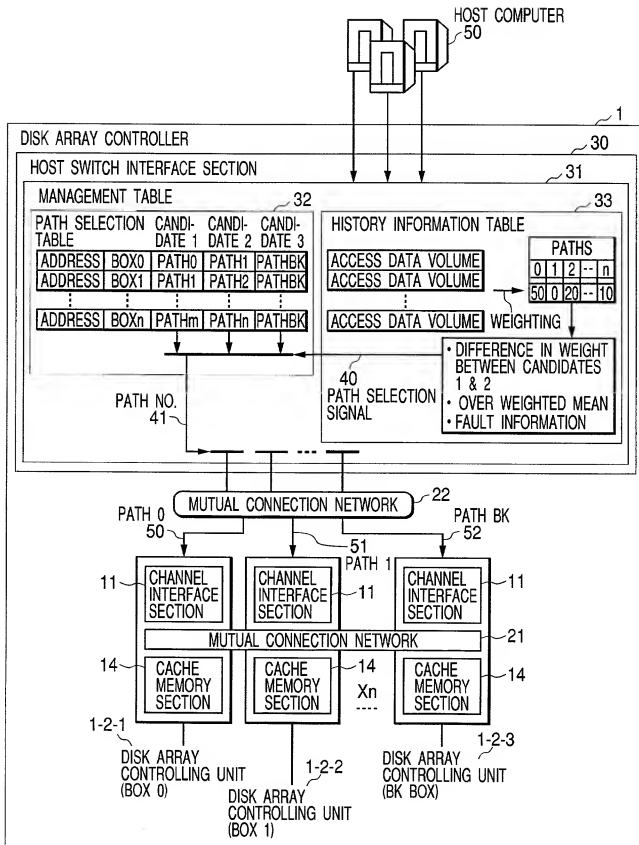 HOST COMPUTER
50
1
DISK ARRAY CONTROLLER
30
HOST SWITCH INTERFACE SECTION
31
MANAGEMENT TABLE
32
33
PATH SELECTION TABLE
CANDI-DATE 1
CANDI-DATE 2
CANDI-DATE 3
ADDRESS BOX0 PATH0 PATH1 PATHBK
ADDRESS BOX1 PATH1 PATH2 PATHBK
ADDRESS BOXn PATHm PATHn PATHBK
HISTORY INFORMATION TABLE
ACCESS DATA VOLUME
ACCESS DATA VOLUME
ACCESS DATA VOLUME
PATHS
0 1 2 -- n
50 0 20 -- 10
WEIGHTING
• DIFFERENCE IN WEIGHT
BETWEEN CANDIDATES
1 & 2
• OVER WEIGHTED MEAN
• FAULT INFORMATION
40
PATH SELECTION
SIGNAL
PATH NO.
41
MUTUAL CONNECTION NETWORK
22
PATH 0
50
51
PATH 1
PATH BK
52
11
CHANNEL
INTERFACE
SECTION
CHANNEL
INTERFACE
SECTION
11
CHANNEL
INTERFACE
SECTION
11
MUTUAL CONNECTION NETWORK
21
14
CACHE
MEMORY
SECTION
CACHE
MEMORY
SECTION
14
Xn
CACHE
MEMORY
SECTION
14
1-2-1
DISK ARRAY
CONTROLLING UNIT
(BOX 0)
1-2-2
DISK ARRAY
CONTROLLING UNIT
(BOX 1)
1-2-3
DISK ARRAY
CONTROLLING UNIT
(BK BOX)